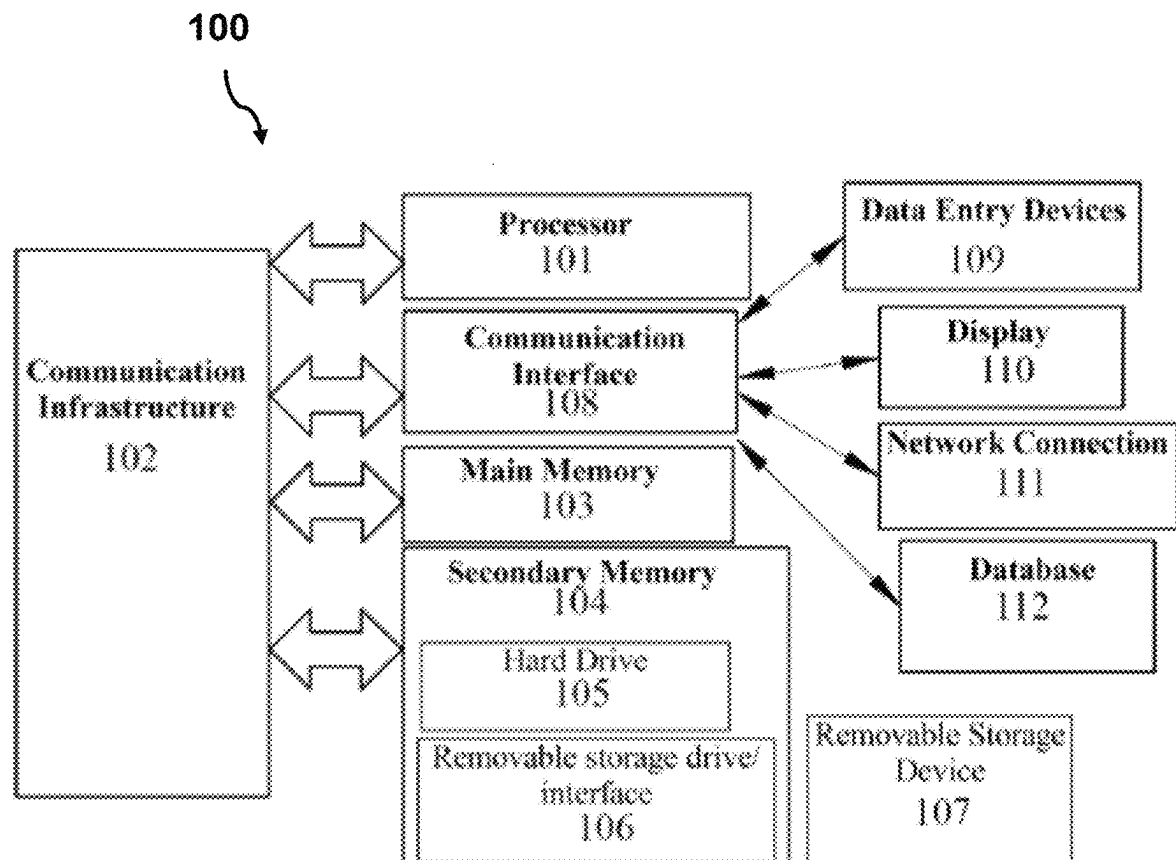 100
Processor
101
Data Entry Devices
109
Communication
Infrastructure
102
Communication
Interface
108
Display
110
Network Connection
111
Main Memory
103
Database
112
Secondary Memory
104
Hard Drive
105
Removable storage drive/
interface
106
Removable Storage
Device
107